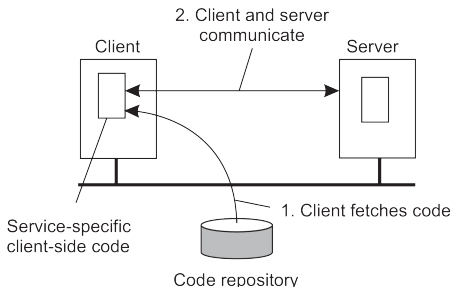 2. Client and server
communicate
Client
Server
1. Client fetches code
Service-specific
client-side code
Code repository